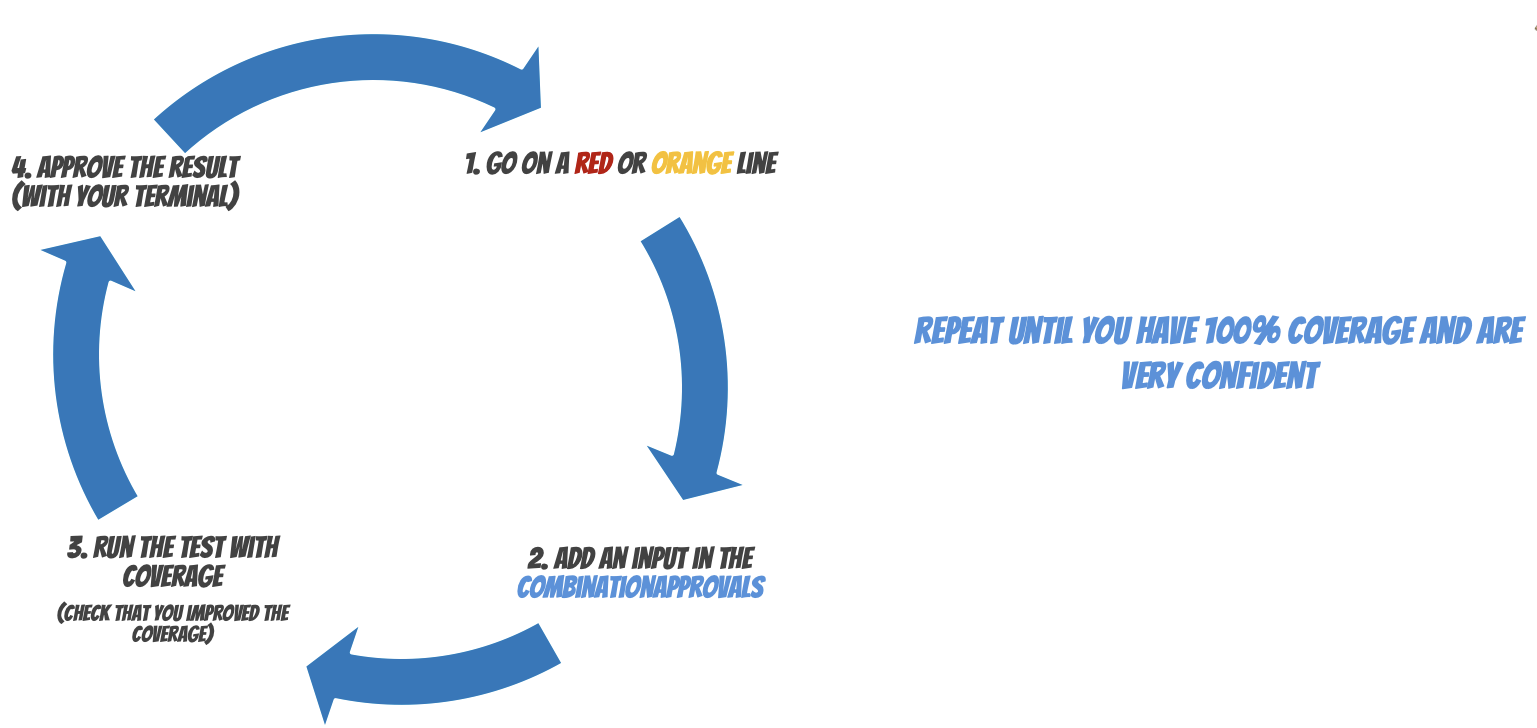 4. APPROVE THE RESULT
(WITH YOUR TERMINAL)
1. GO ON A RED OR ORANGE LINE
REPEAT UNTIL YOU HAVE 100% COVERAGE AND ARE
VERY CONFIDENT
3. RUN THE TEST WITH
COVERAGE
(CHECK THAT YOU IMPROVED THE
COVERAGE)
2. ADD AN INPUT IN THE
COMBINATIONAPPROVALS